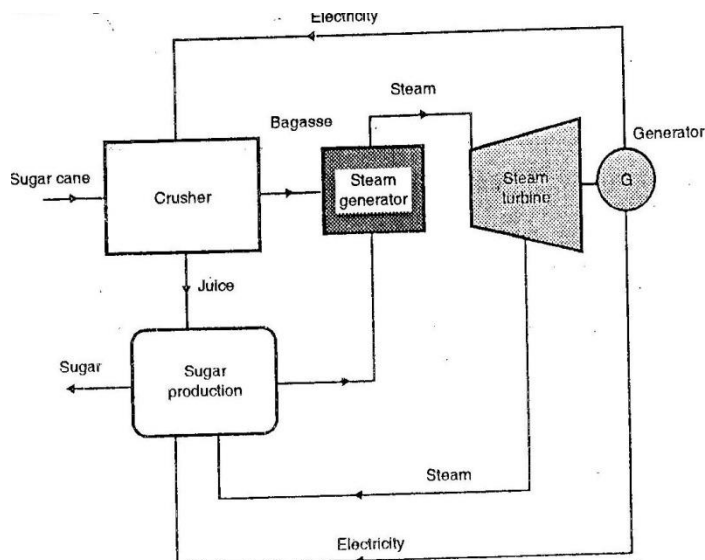 Electricity
Steam
Bagasse
Generator
Sugar cane
Crusher
Steam
generator
Steam
turbine
G
Juice
Sugar
Sugar
production
Steam
Electricity